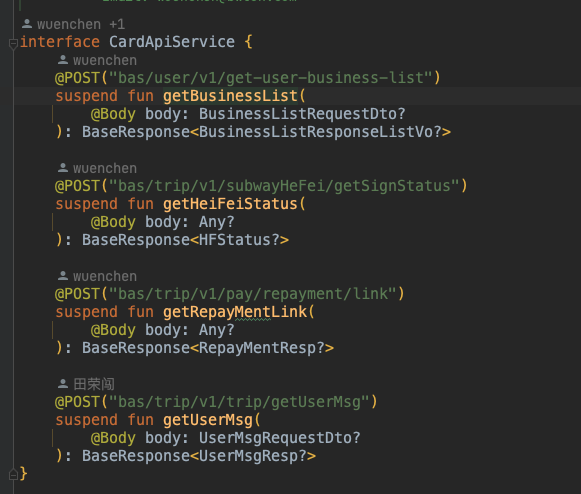 wuenchen +1
interface CardApiService {
wuenchen
@POST("bas/user/v1/get-user-business-list")
suspend fun getBusinessList(
@Body body: BusinessListRequestDto?
): BaseResponse<BusinessListResponseListVo?>
wuenchen
@POST("bas/trip/v1/subwayHeFei/getSignStatus")
suspend fun getHeiFeiStatus(
@Body body: Any?
): BaseResponse<HFStatus?>
wuenchen
@POST("bas/trip/v1/pay/repayment/link")
suspend fun getRepayMentLink(
@Body body: Any?
): BaseResponse<RepayMentResp?>
田荣闯
@POST("bas/trip/v1/trip/getUserMsg")
suspend fun getUserMsg(
@Body body: UserMsgRequestDto?
): BaseResponse<UserMsgResp?>
}